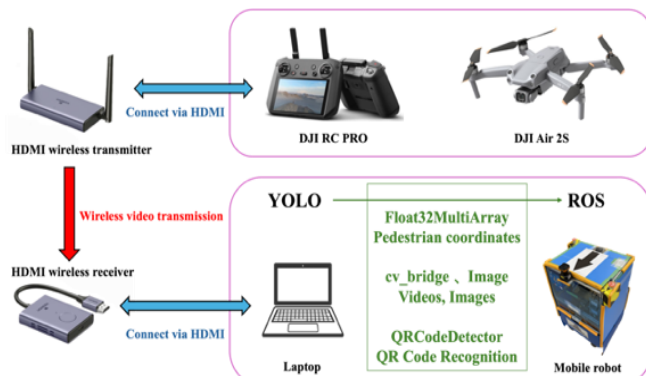 Connect via HDMI
DJI RC PRO
DJI Air 2S
HDMI wireless transmitter
Wireless video transmission
YOLO
ROS
Float32MultiArray
Pedestrian coordinates
cv_bridge 、Image
Videos, Images
QRCodeDetector
QR Code Recognition
HDMI wireless receiver
Connect via HDMI
Laptop
Mobile robot